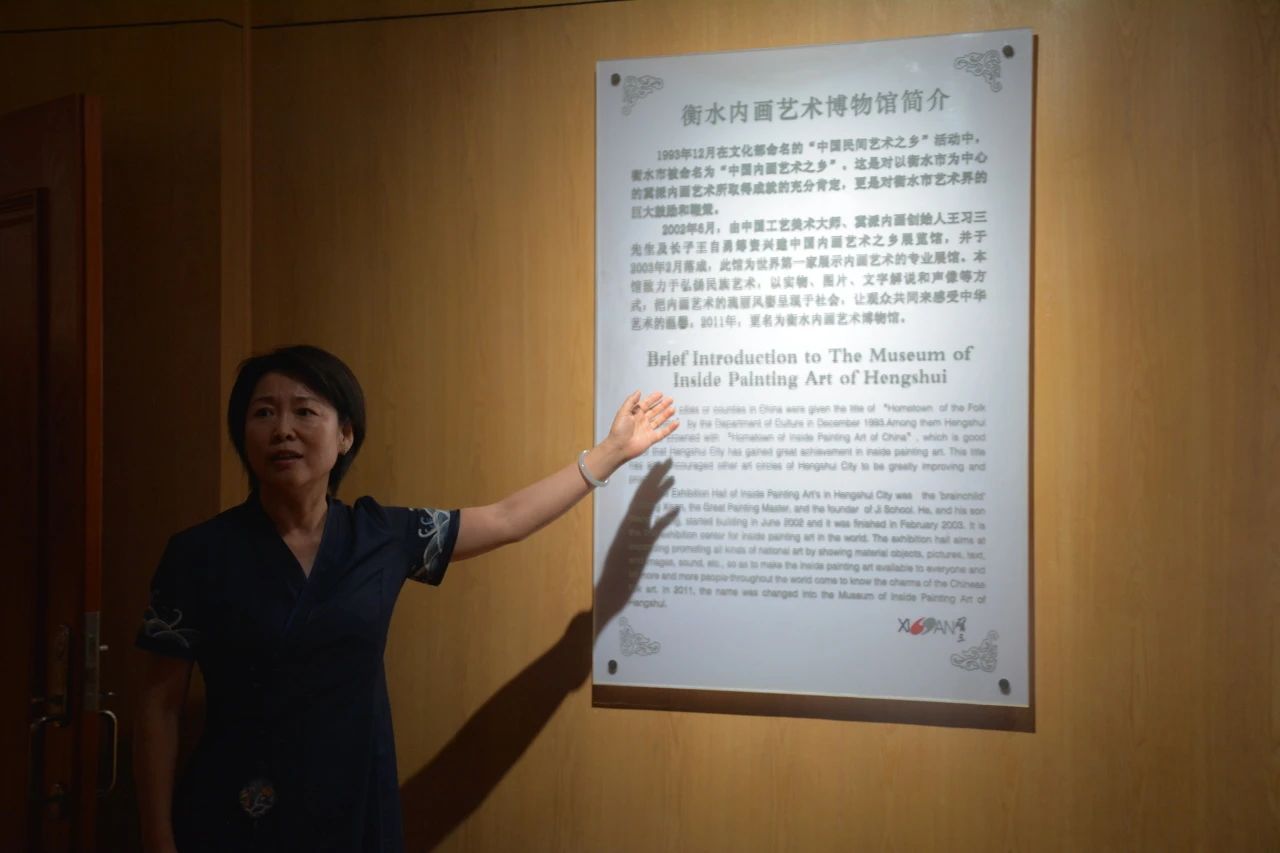 衡水内画艺术博物馆简介
1993年12月在文化部命名的“中国民间艺术之乡”活动中，
衡水市被命名为“中国内画艺术之乡”，这是对以衡水市为中心
的冀派内画艺术所取得成就的充分肯定，更是对衡水市艺术界的
巨大鼓励和鞭策。
2002年6月，由中国工艺美术大师、冀派内画创始人王习三
先生及长子王自勇筹资兴建中国内画艺术之乡展览馆，并于
2003年2月落成，此馆为世界第一家展示内画艺术的专业展馆。本
馆致力于弘扬民族艺术，以实物、图片、文字解说和声像等方
式，把内画艺术的瑰丽风姿呈现于社会，让观众共同来感受中华
艺术的温馨。2011年，更名为衡水内画艺术博物馆。
Brief Introduction to The Museum of
Inside Painting Art of Hengshui
cities or counties in China were given the title of "Hometown of the Folk
by the Department of Culture in December 1993.Among them Hengshui
crowned with "Hometown of Inside Painting Art of China", which is good
that Hengshui City has gained great achievement in inside painting art. This title
has encouraged other art circles of Hengshui City to be greatly improving and
Exhibition Hall of Inside Painting Art's in Hengshui City was the 'brainchild'
the Great Painting Master, and the founder of Ji School. He, and his son
started building in June 2002 and it was finished in February 2003. It is
exhibition center for inside painting art in the world. The exhibition hall aims at
promoting all kinds of national art by showing material objects, pictures, text,
images, sound, etc., so as to make the inside painting art available to everyone and
more and more people throughout the world come to know the charms of the Chinese
art. In 2011, the name was changed into the Museum of Inside Painting Art of
Hengshui.